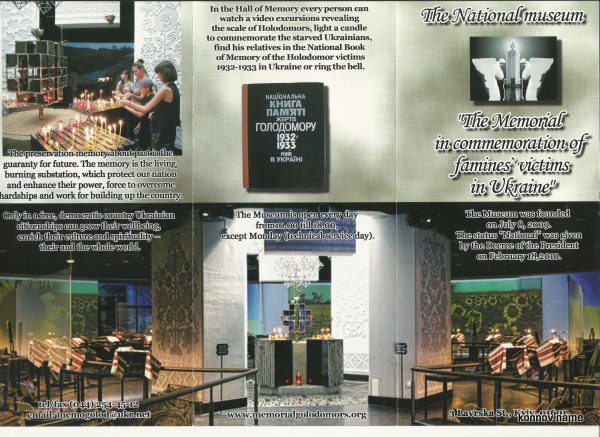 The preservation memory about past is the
guaranty for future. The memory is the living,
burning substation, which protect our nation
and enhance their power, force to overcome
hardships and work for building up the country.
Only in a free, democratic country Ukrainian
citizenships can grow their wellbeing,
enrich their culture and spirituality –
their and the whole world.
tel/fax (044) 254-45-12
email: memogolod@ukr.net
In the Hall of Memory every person can
watch a video excursions revealing
the scale of Holodomors, light a candle
to commemorate the starved Ukrainians,
find his relatives in the National Book
of Memory of the Holodomor victims
1932-1933 in Ukraine or ring the bell.
НАЦІОНАЛЬНА
КНИГА
ПАМ'ЯТІ
ЖЕРТВ
ГОЛОДОМОРУ
1932-
1933
РОКІВ
В УКРАЇНІ
The Museum is open every day
from 10.00 till 18.00,
except Monday (technical service day).
www.memorialgolodomors.org
The National museum
"The Memorial
in commemoration of
famines` victims
in Ukraine"
The Museum was founded
on July 8, 2009.
The status "National" was given
by the Decree of the President
on February 18,2010.
3 Lavrska St., Kyiv,
konnov.name